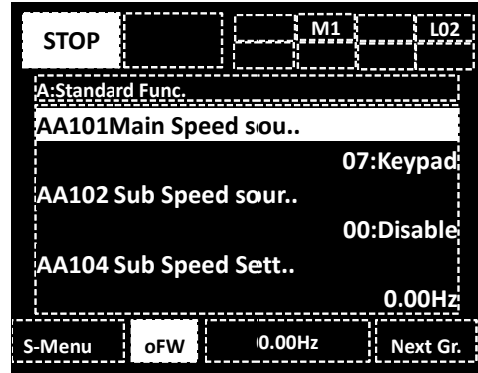 STOP M1 L02
A:Standard Func.
AA101Main Speed sou..
07:Keypad
AA102 Sub Speed sour..
00:Disable
AA104 Sub Speed Sett..
0.00Hz
S-Menu oFW 0.00Hz Next Gr.